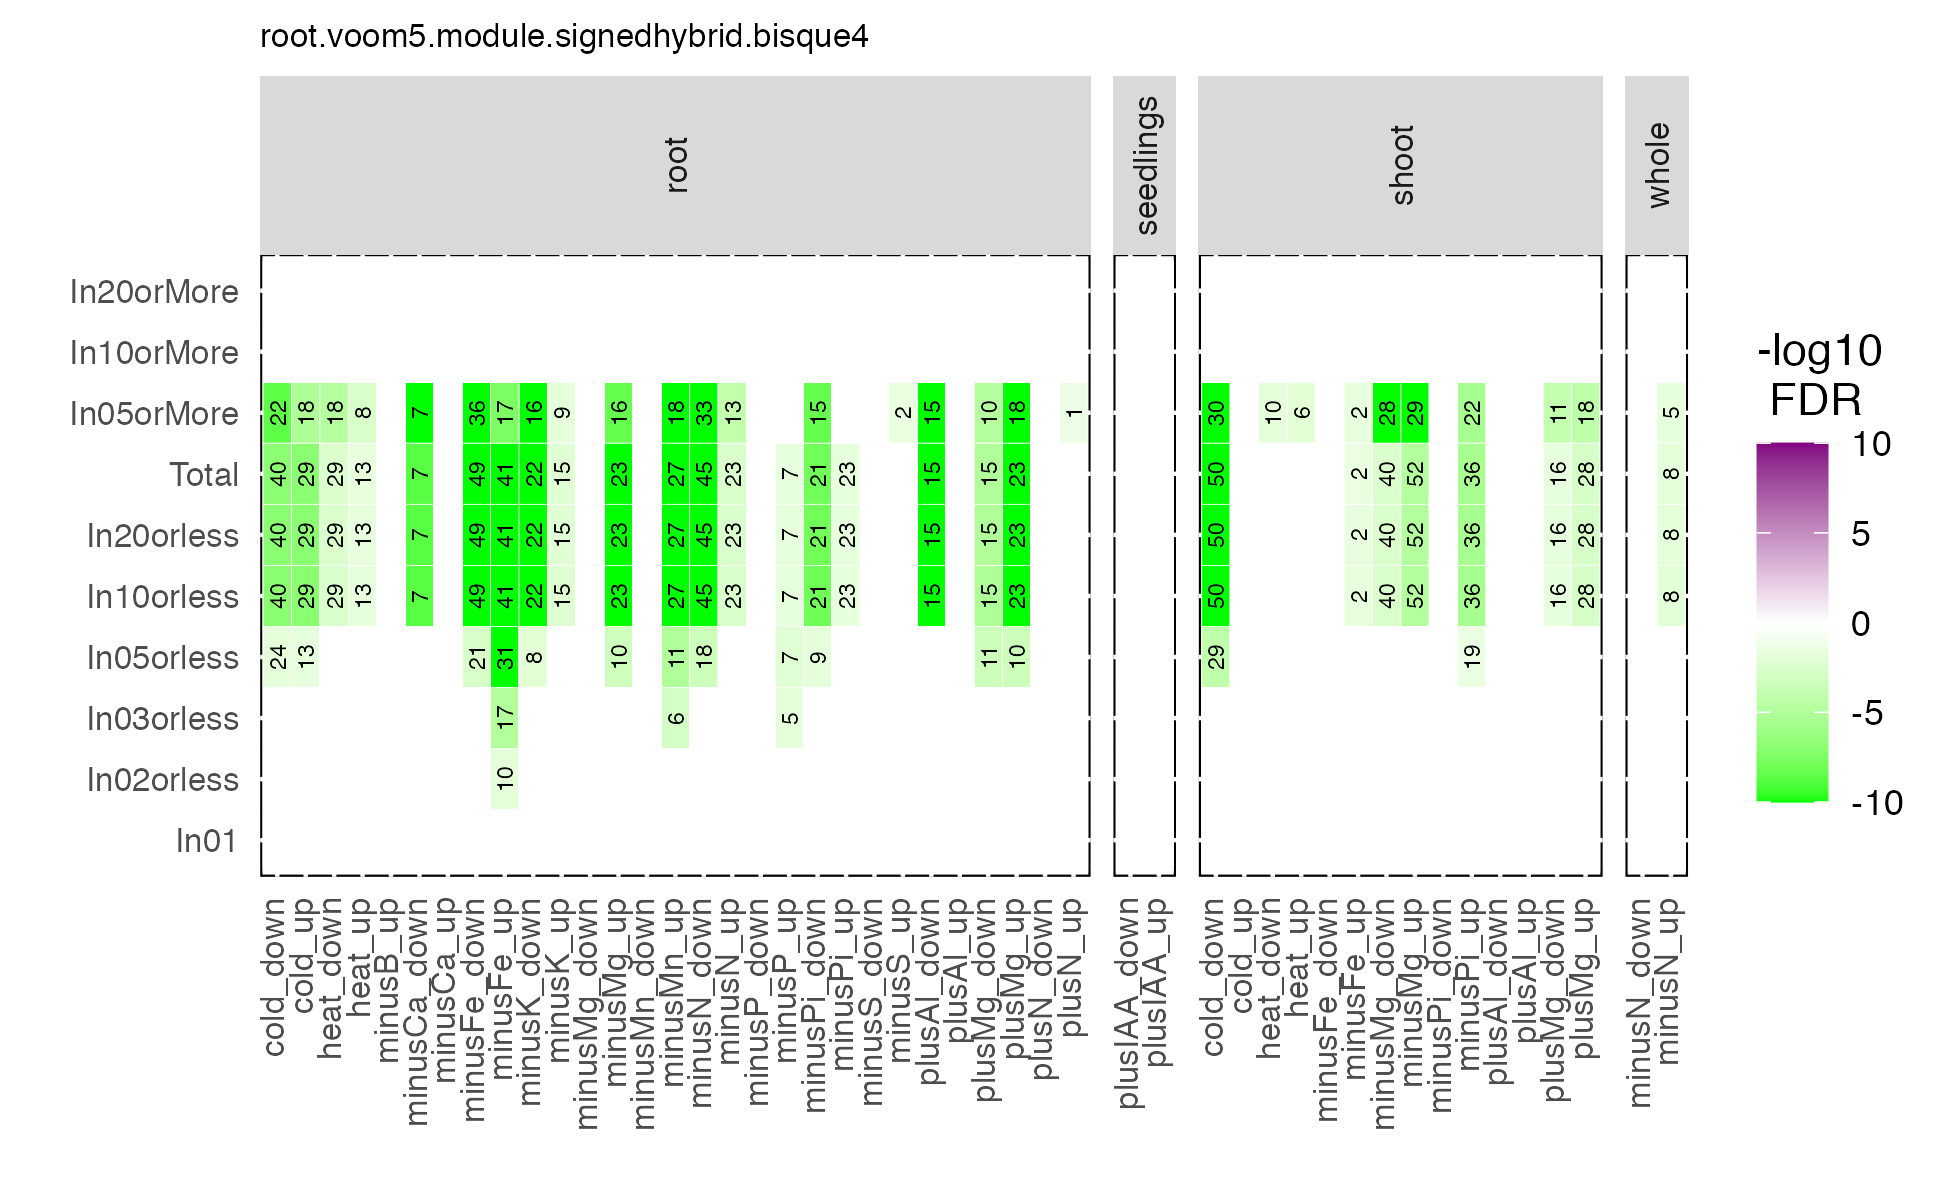 root.voom5.module.signedhybrid.bisque4
root seedlings shoot whole
In20orMore
In10orMore
In05orMore 22 18 18 8 7 36 17 16 9 16 18 33 13 15 2 15 10 18 1 30 10 6 2 28 29 22 11 18 5
Total 40 29 29 13 7 49 41 22 15 23 27 45 23 7 21 23 15 15 23 50 2 40 52 36 16 28 8
In20orless 40 29 29 13 7 49 41 22 15 23 27 45 23 7 21 23 15 15 23 50 2 40 52 36 16 28 8
In10orless 40 29 29 13 7 49 41 22 15 23 27 45 23 7 21 23 15 15 23 50 2 40 52 36 16 28 8
In05orless 24 13 21 31 8 10 11 18 7 9 11 10 29 19
In03orless 17 6 5
In02orless 10
In01
cold_down
cold_up
heat_down
heat_up
minusB_up
minusCa_down
minusCa_up
minusFe_down
minusFe_up
minusK_down
minusK_up
minusMg_down
minusMg_up
minusMn_down
minusMn_up
minusN_down
minusN_up
minusP_down
minusP_up
minusPi_down
minusPi_up
minusS_down
minusS_up
plusAl_down
plusAl_up
plusMg_down
plusMg_up
plusN_down
plusN_up
plusIAA_down
plusIAA_up
cold_down
cold_up
heat_down
heat_up
minusFe_down
minusFe_up
minusMg_down
minusMg_up
minusPi_down
minusPi_up
plusAl_down
plusAl_up
plusMg_down
plusMg_up
minusN_down
minusN_up
-log10
FDR
10
5
0
-5
-10